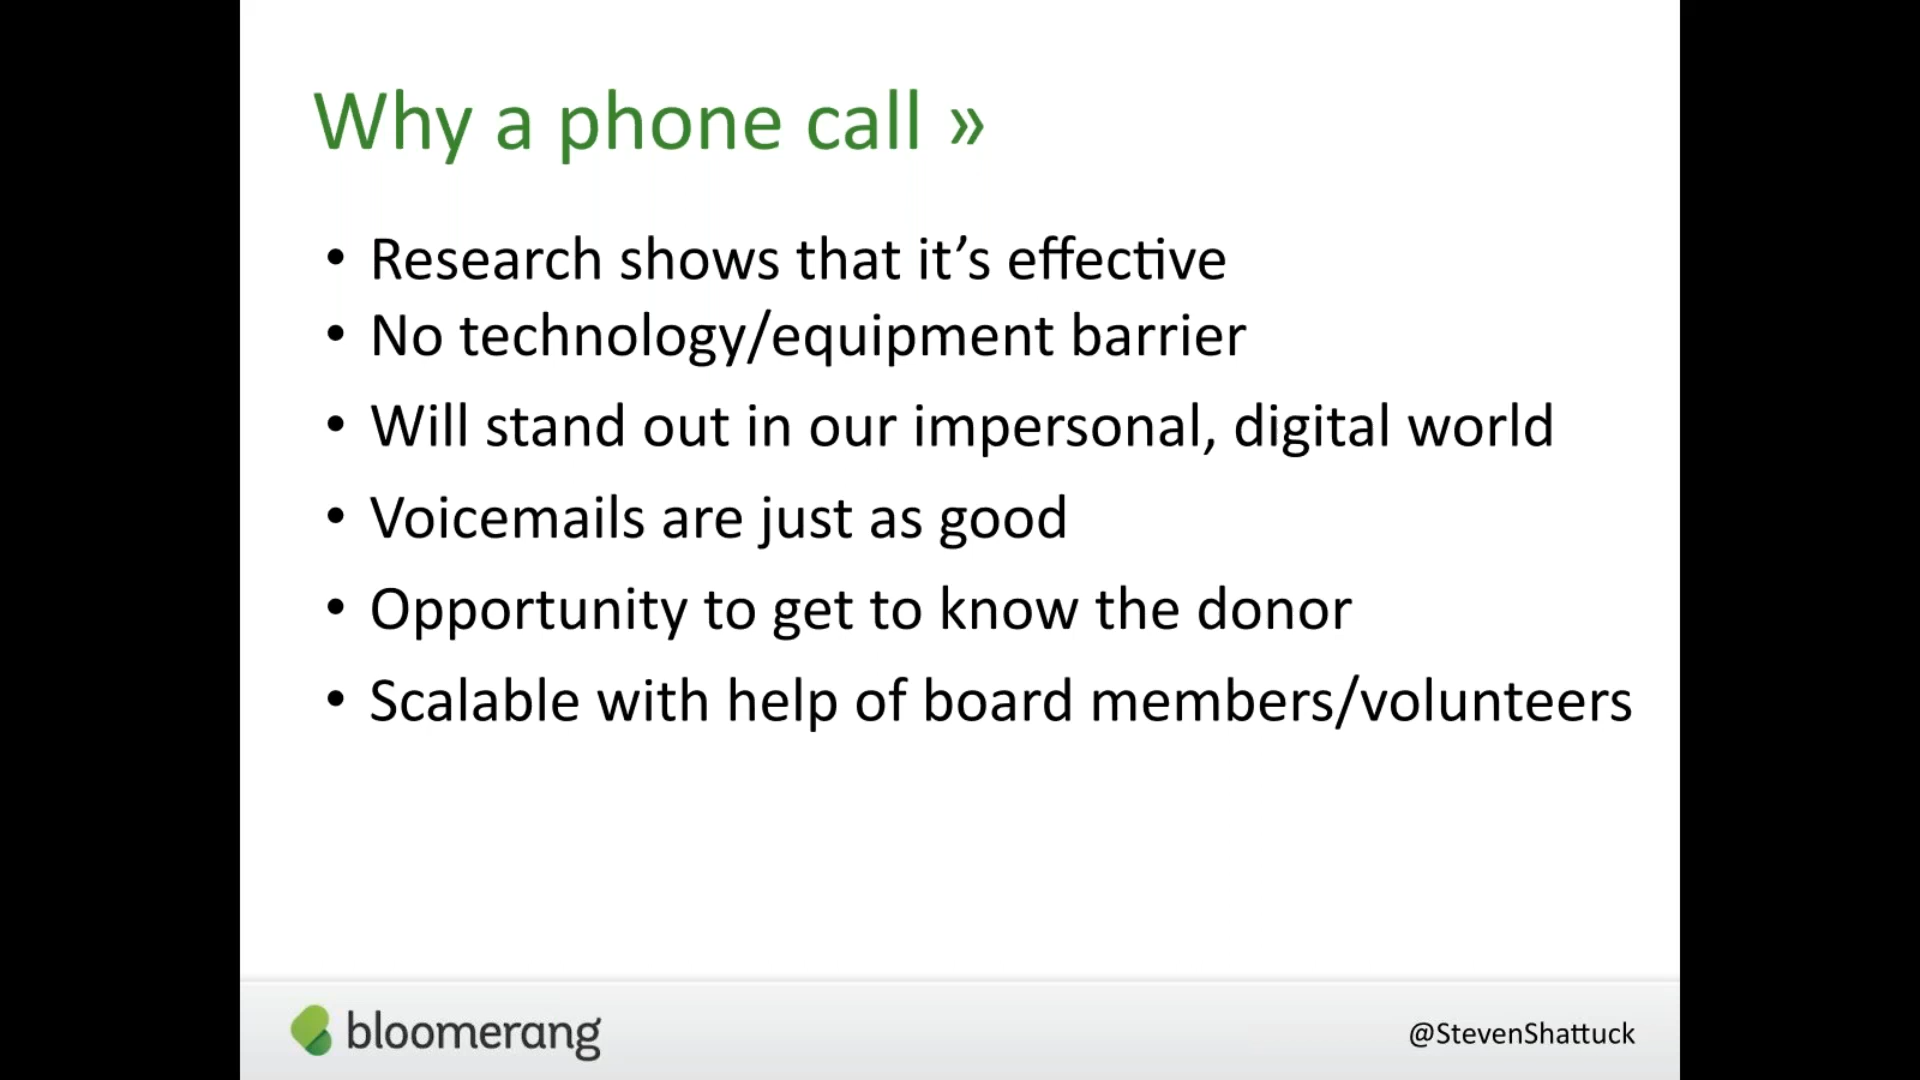 Why a phone call »
• Research shows that it’s effective
• No technology/equipment barrier
• Will stand out in our impersonal, digital world
• Voicemails are just as good
• Opportunity to get to know the donor
• Scalable with help of board members/volunteers
bloomerang
@StevenShattuck